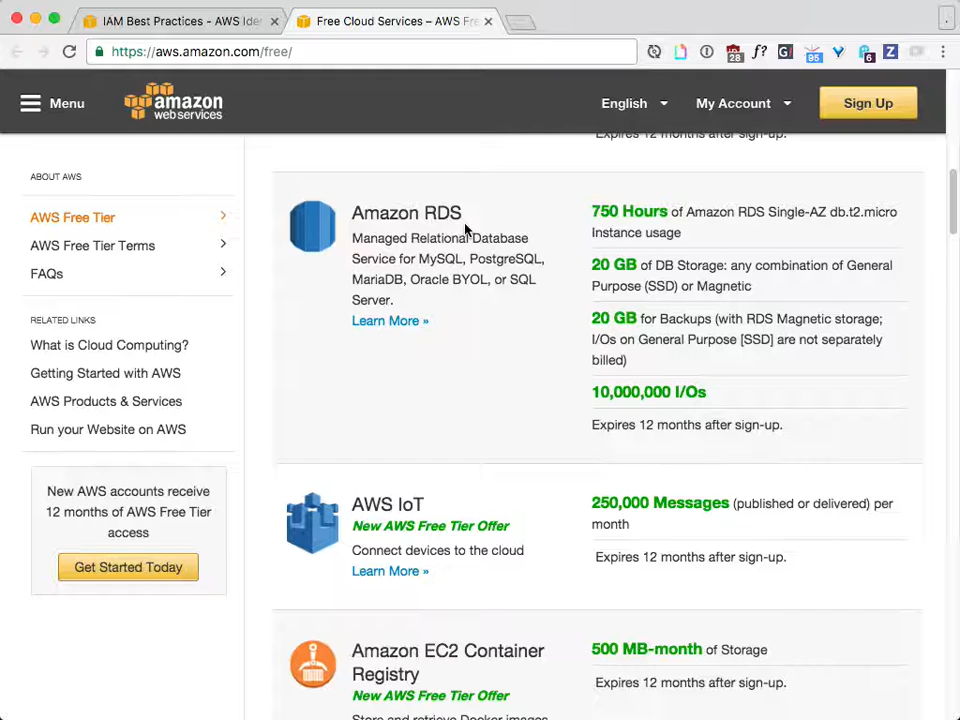 IAM Best Practices - AWS Ide
Free Cloud Services – AWS Fre
https://aws.amazon.com/free/
28
f?
G
95
6
Z
Menu
amazon
web services
English
My Account
Sign Up
Expires 12 months after sign-up.
ABOUT AWS
AWS Free Tier
AWS Free Tier Terms
FAQs
RELATED LINKS
What is Cloud Computing?
Getting Started with AWS
AWS Products & Services
Run your Website on AWS
New AWS accounts receive
12 months of AWS Free Tier
access
Get Started Today
Amazon RDS
Managed Relational Database
Service for MySQL, PostgreSQL,
MariaDB, Oracle BYOL, or SQL
Server.
Learn More »
750 Hours of Amazon RDS Single-AZ db.t2.micro
Instance usage
20 GB of DB Storage: any combination of General
Purpose (SSD) or Magnetic
20 GB for Backups (with RDS Magnetic storage;
I/Os on General Purpose [SSD] are not separately
billed)
10,000,000 I/Os
Expires 12 months after sign-up.
AWS IoT
New AWS Free Tier Offer
Connect devices to the cloud
Learn More »
250,000 Messages (published or delivered) per
month
Expires 12 months after sign-up.
Amazon EC2 Container
Registry
New AWS Free Tier Offer
Store and retrieve Docker images
500 MB-month of Storage
Expires 12 months after sign-up.